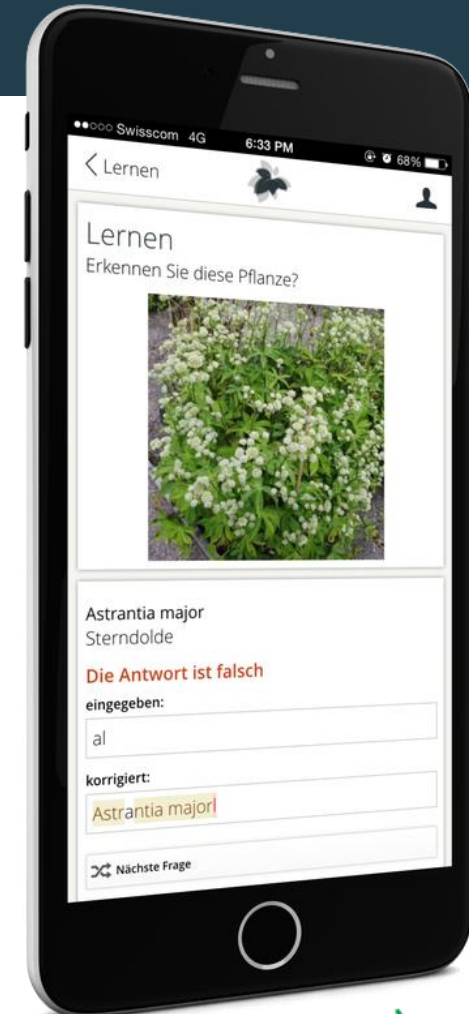 Swisscom 4G 6:33 PM 68%
Lernen
Lernen
Erkennen Sie diese Pflanze?
Astrantia major
Sterndolde
Die Antwort ist falsch
eingegeben:
al
korrigiert:
Astrantia majorl
Nächste Frage